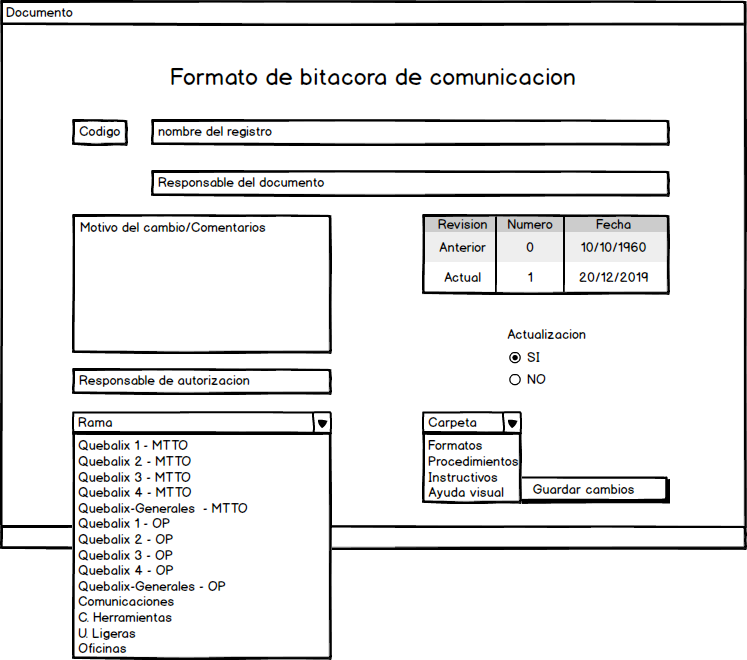 Documento
Formato de bitacora de comunicacion
Codigo nombre del registro
Responsable del documento
Motivo del cambio/Comentarios
Revision Numero Fecha
Anterior 0 10/10/1960
Actual 1 20/12/2019
Actualizacion
SI
NO
Responsable de autorizacion
Rama
Quebalix 1 - MTTO
Quebalix 2 - MTTO
Quebalix 3 - MTTO
Quebalix 4 - MTTO
Quebalix-Generales - MTTO
Quebalix 1 - OP
Quebalix 2 - OP
Quebalix 3 - OP
Quebalix 4 - OP
Quebalix-Generales - OP
Comunicaciones
C. Herramientas
U. Ligeras
Oficinas
Carpeta
Formatos
Procedimientos
Instructivos
Ayuda visual
Guardar cambios